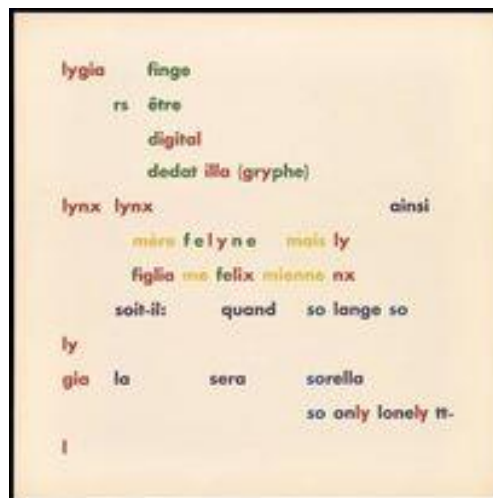 lygia finge
rs être
digital
dedat illa (gryphe)
lynx lynx ainsi
mère felyne mais ly
figlia me felix mienne nx
soit-il: quand so lange so
ly
gia la sera sorella
so only lonely tt-
l